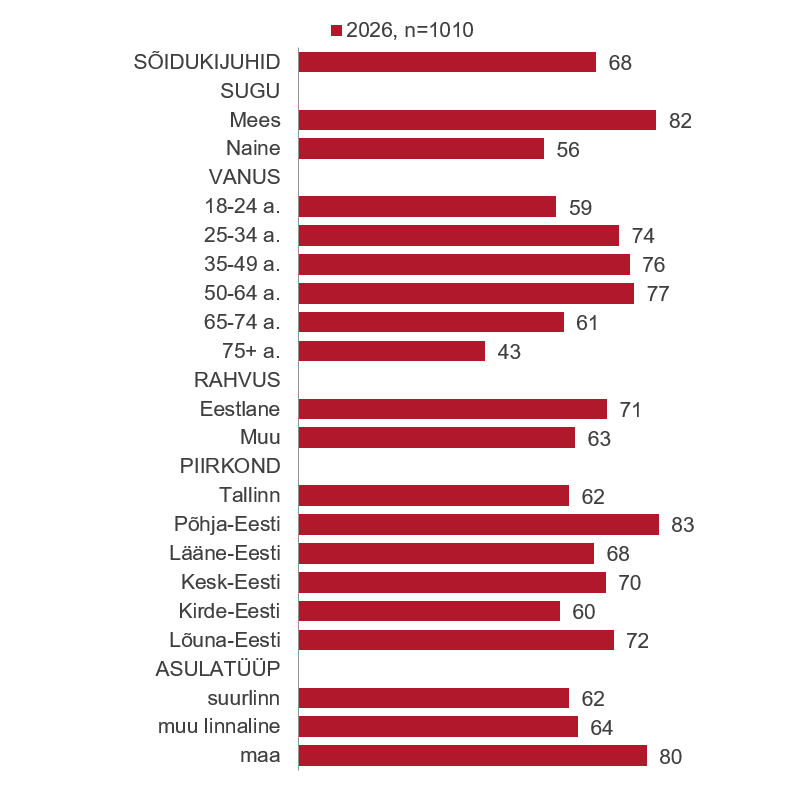 2026, n=1010
SÕIDUKIJUHID 68
SUGU
Mees 82
Naine 56
VANUS
18-24 a. 59
25-34 a. 74
35-49 a. 76
50-64 a. 77
65-74 a. 61
75+ a. 43
RAHVUS
Eestlane 71
Muu 63
PIIRKOND
Tallinn 62
Põhja-Eesti 83
Lääne-Eesti 68
Kesk-Eesti 70
Kirde-Eesti 60
Lõuna-Eesti 72
ASULATÜÜP
suurlinn 62
muu linnaline 64
maa 80